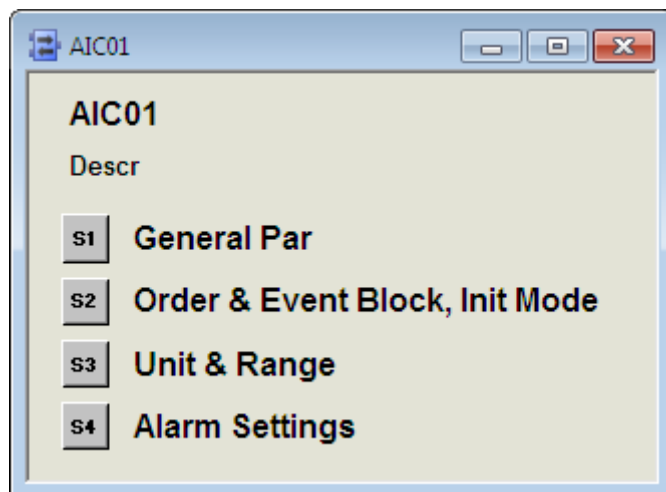 AIC01
AIC01
Descr
S1 General Par
S2 Order & Event Block, Init Mode
S3 Unit & Range
S4 Alarm Settings